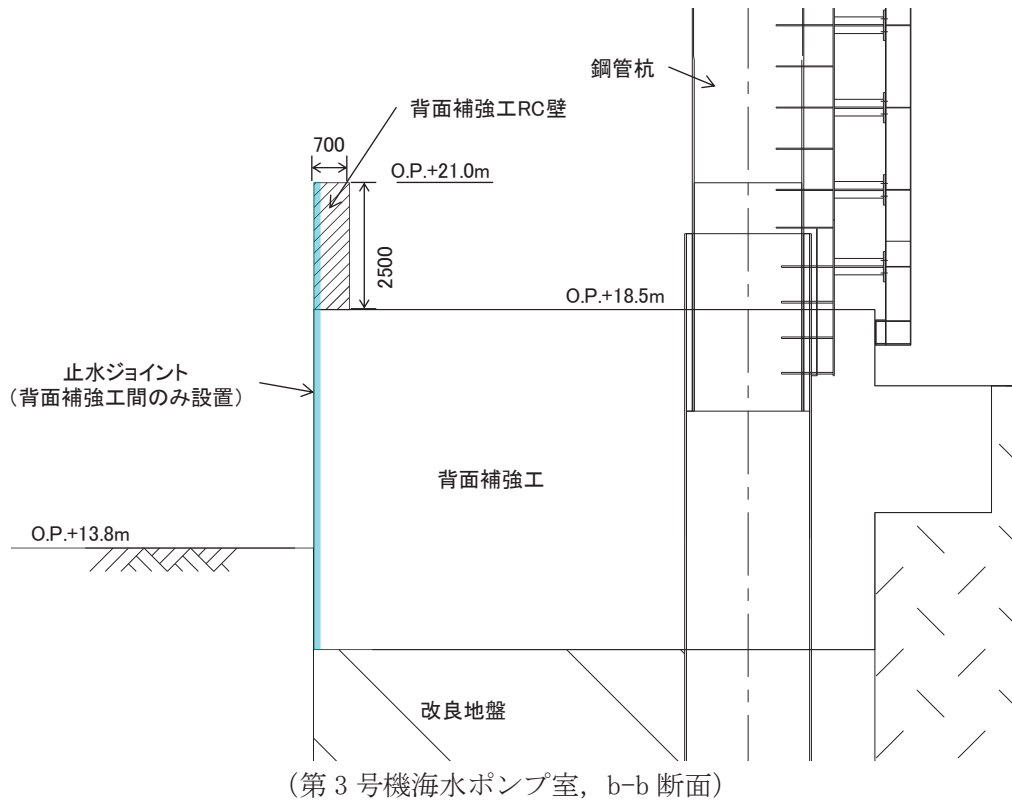 鋼管杭
背面補強工RC壁
700
O.P.+21.0m
2500
O.P.+18.5m
止水ジョイント
(背面補強工間のみ設置)
背面補強工
O.P.+13.8m
改良地盤
(第3号機海水ポンプ室, b-b 断面)